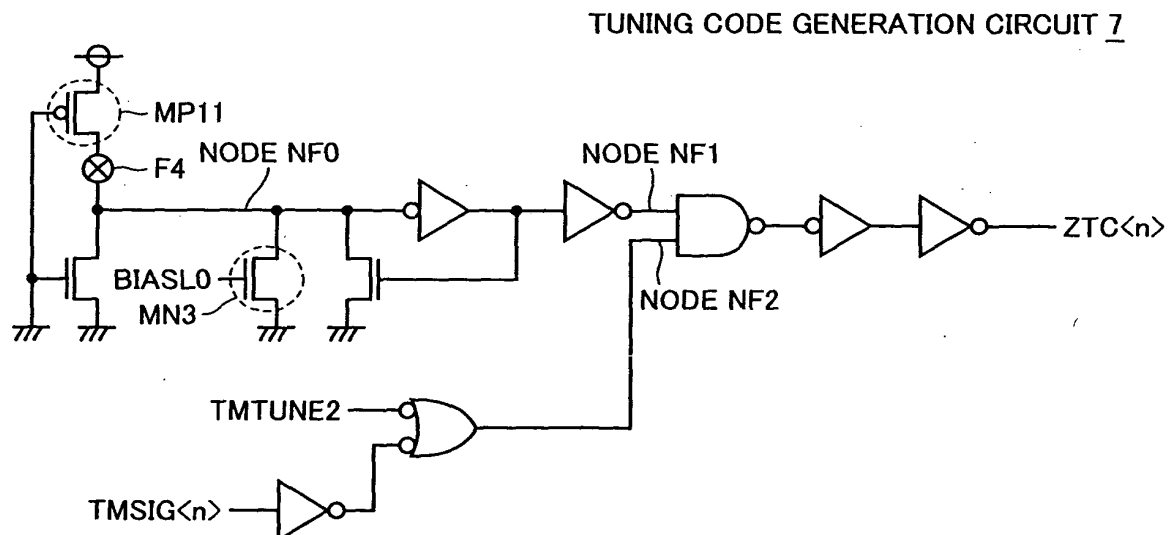 TUNING CODE GENERATION CIRCUIT 7
MP11
F4
NODE NF0
NODE NF1
ZTC<n>
BIASL0
MN3
NODE NF2
TMTUNE2
TMSIG<n>